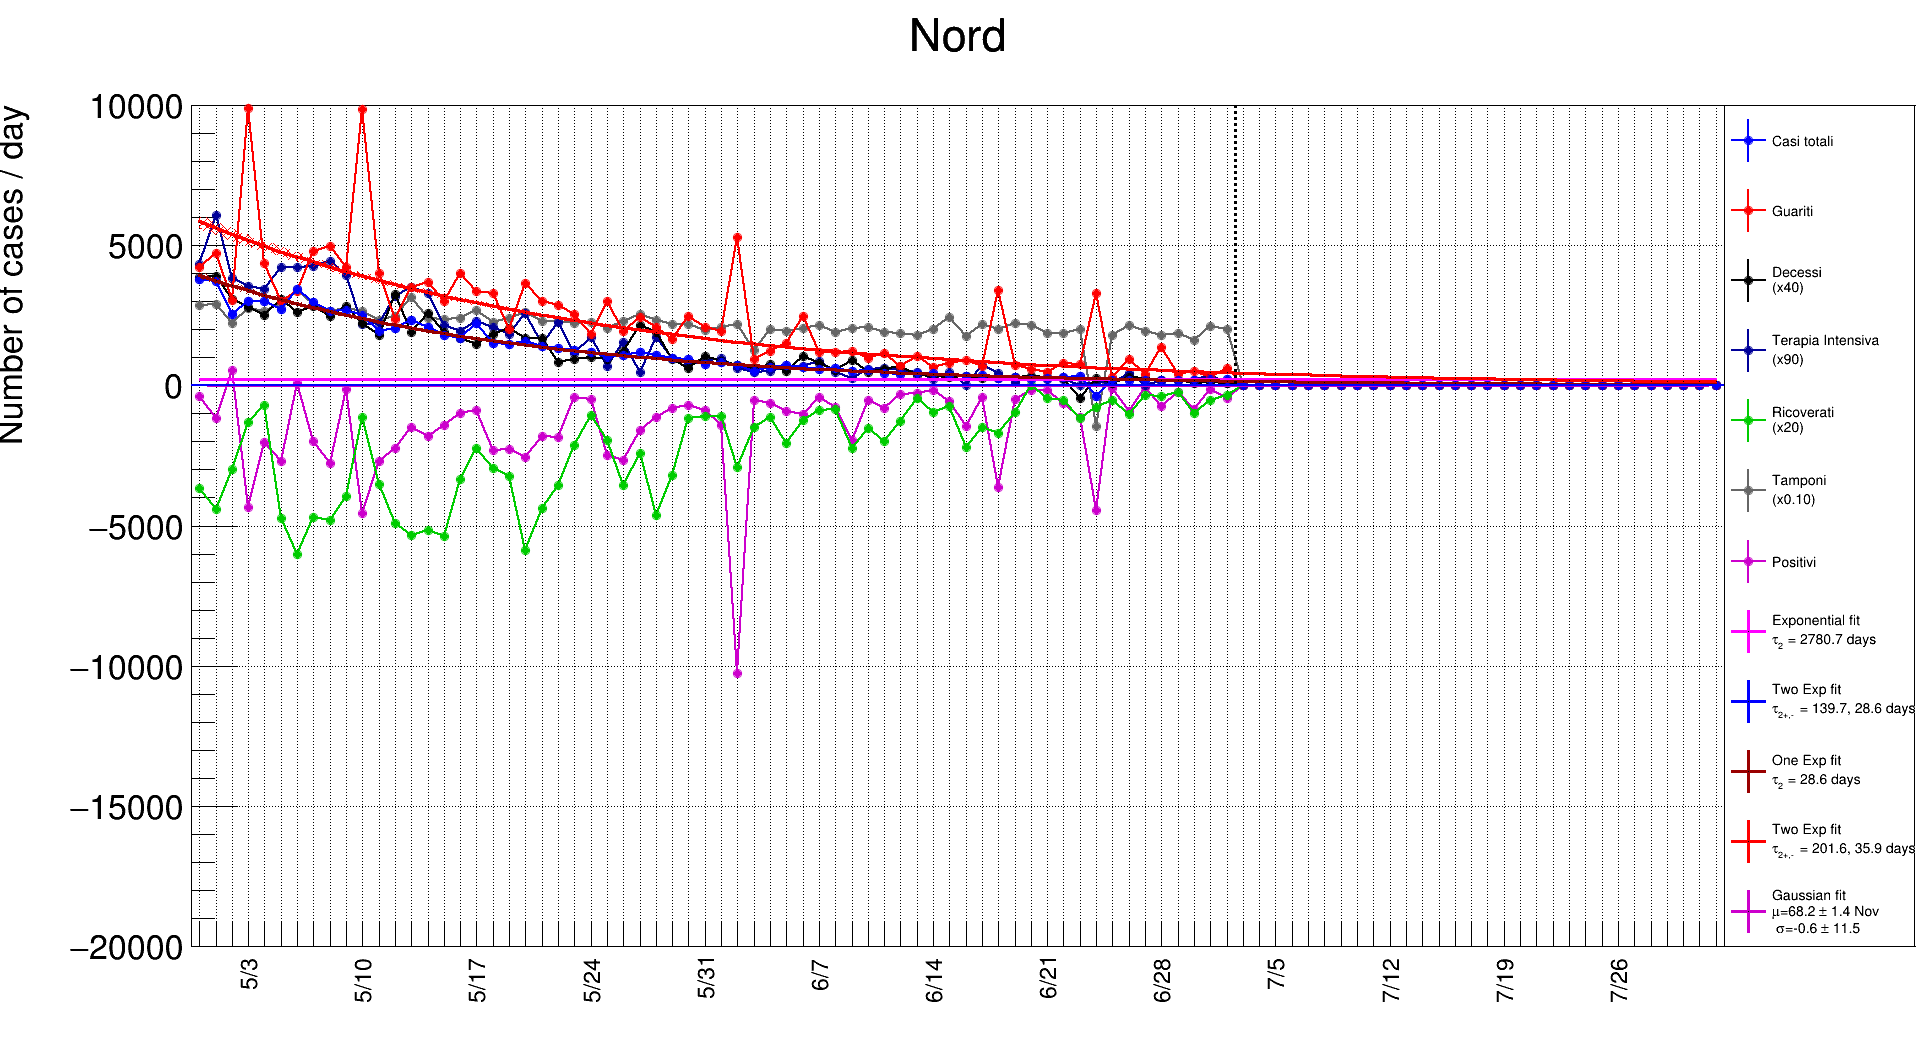 Nord
Number of cases / day
10000
5000
0
−5000
−10000
−15000
−20000
5/3
5/10
5/17
5/24
5/31
6/7
6/14
6/21
6/28
7/5
7/12
7/19
7/26
Casi totali
Guariti
Decessi
(x40)
Terapia Intensiva
(x90)
Ricoverati
(x20)
Tamponi
(x0.10)
Positivi
Exponential fit
τ2 = 2780.7 days
Two Exp fit
τ2+,- = 139.7, 28.6 days
One Exp fit
τ2 = 28.6 days
Two Exp fit
τ2+,- = 201.6, 35.9 days
Gaussian fit
μ=68.2 ± 1.4 Nov
σ=-0.6 ± 11.5